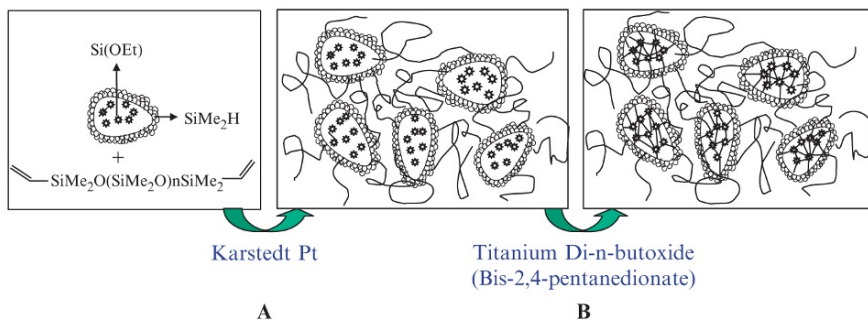 Si(OEt)
SiMe₂H
+
SiMe₂O(SiMe₂O)nSiMe₂
Karstedt Pt
Titanium Di-n-butoxide
(Bis-2,4-pentanedionate)
A
B